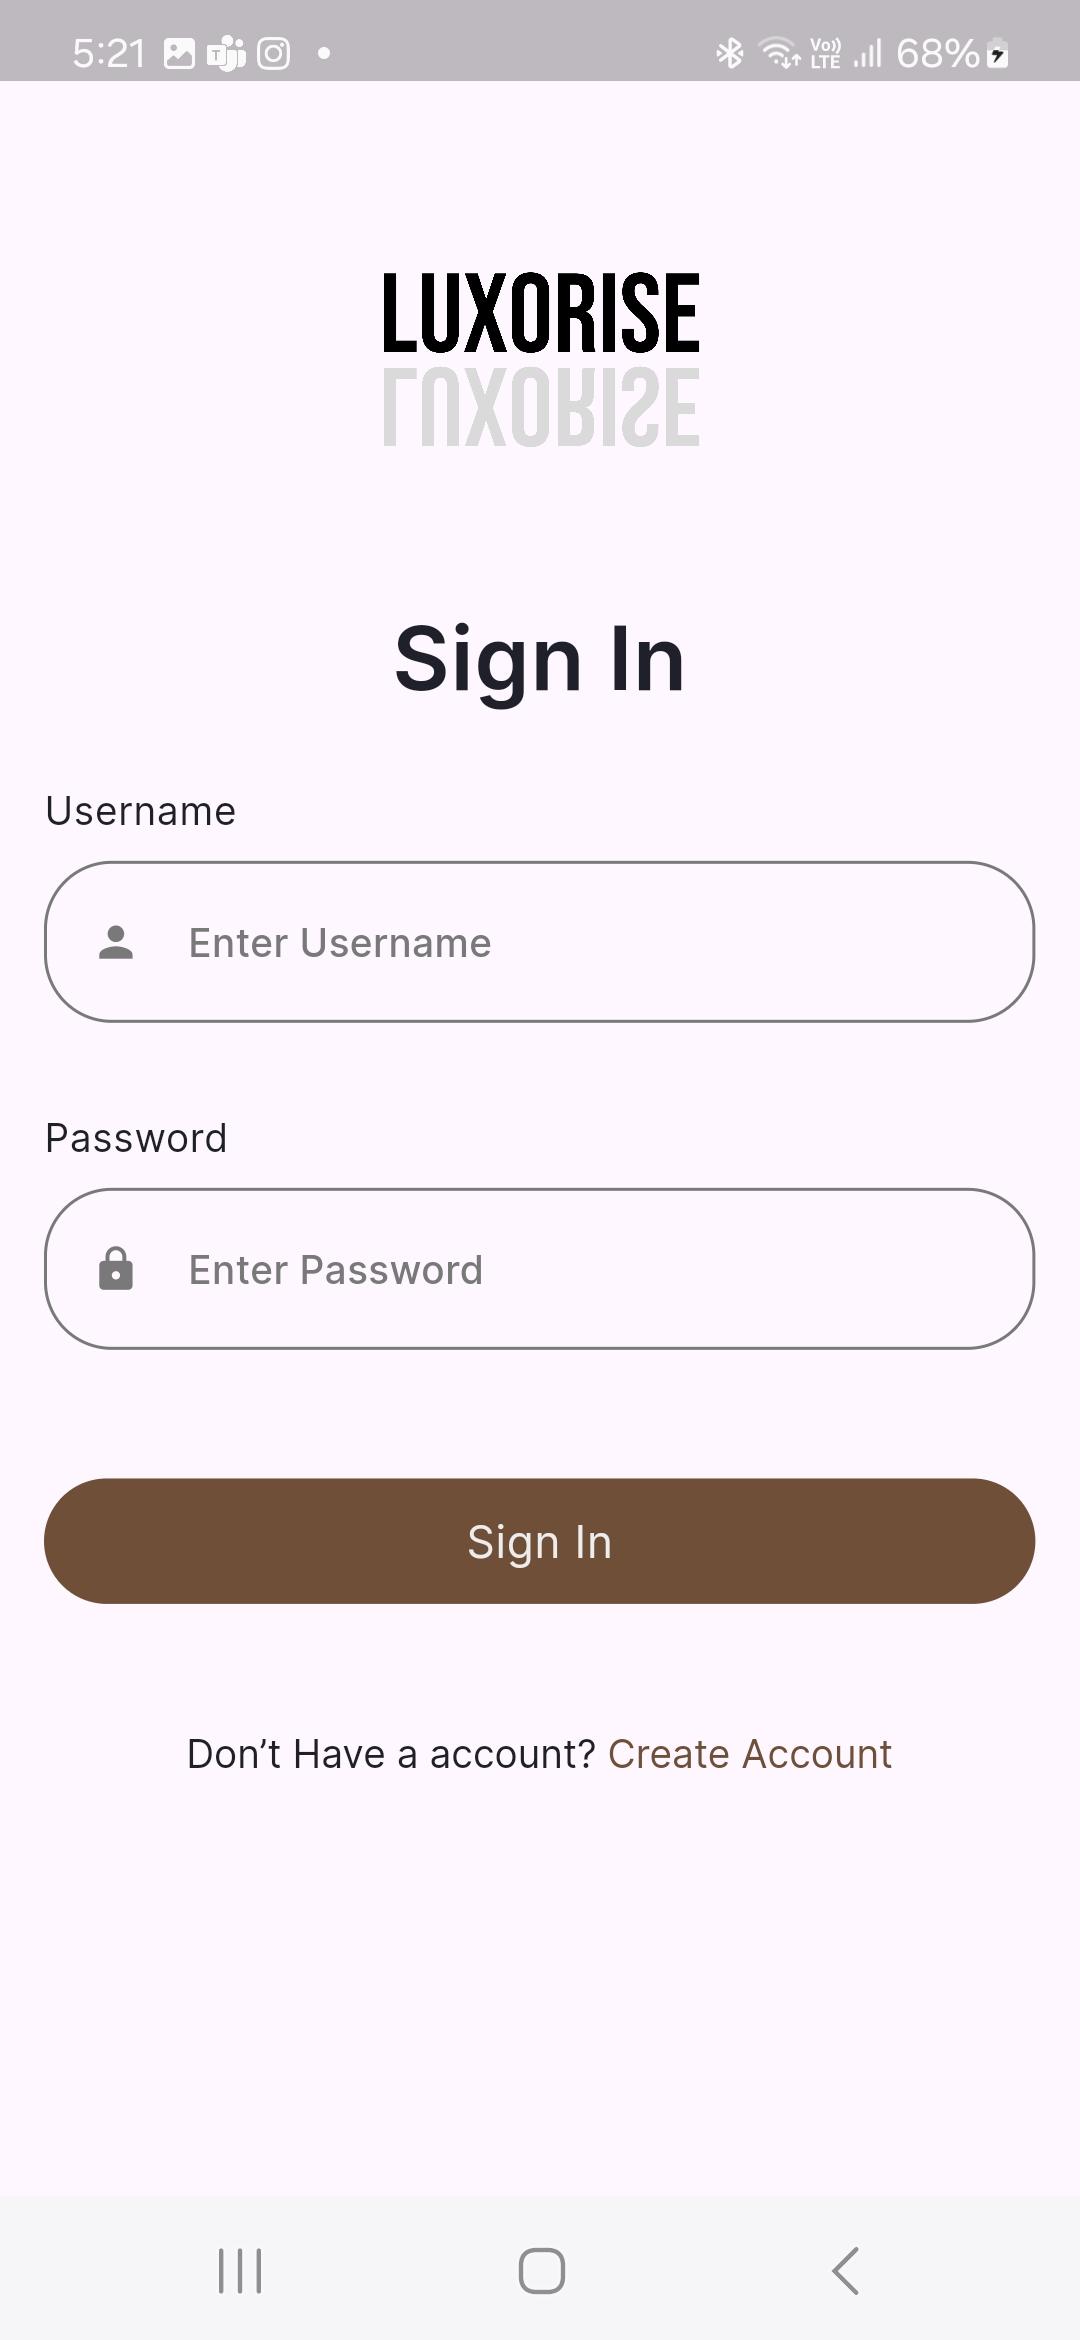 5:21 Vo)) LTE 68%
LUXORISE
LUXORISE
Sign In
Username
Enter Username
Password
Enter Password
Sign In
Don’t Have a account? Create Account